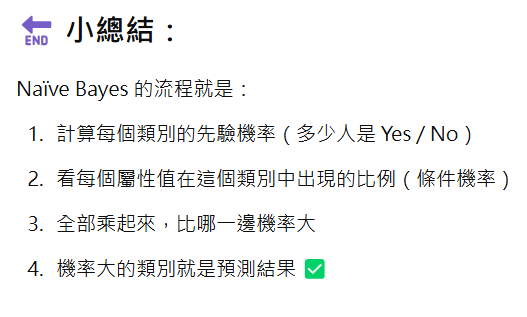 END 小總結：
Naïve Bayes 的流程就是：
1. 計算每個類別的先驗機率（多少人是 Yes / No）
2. 看每個屬性值在這個類別中出現的比例（條件機率）
3. 全部乘起來，比哪一邊機率大
4. 機率大的類別就是預測結果 ✅